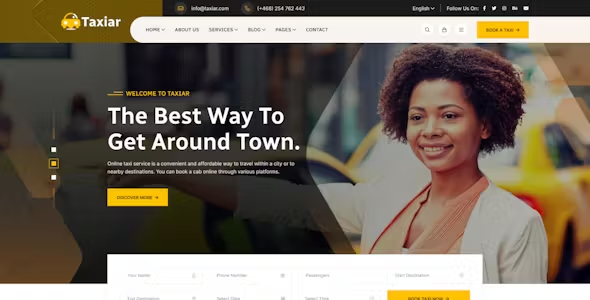 Taxiar
info@taxiar.com
(+468) 254 762 443
English
Follow Us On:
HOME
ABOUT US
SERVICES
BLOG
PAGES
CONTACT
BOOK A TAXI →
WELCOME TO TAXIAR
The Best Way To
Get Around Town.
Online taxi service is a convenient and affordable way to travel within a city or to
nearby destinations. You can book a cab online through various platforms.
DISCOVER MORE →
Your Name
Phone Number
Passengers
Start Destination
End Destination
Select Date
Select Time
BOOK TAXI NOW →